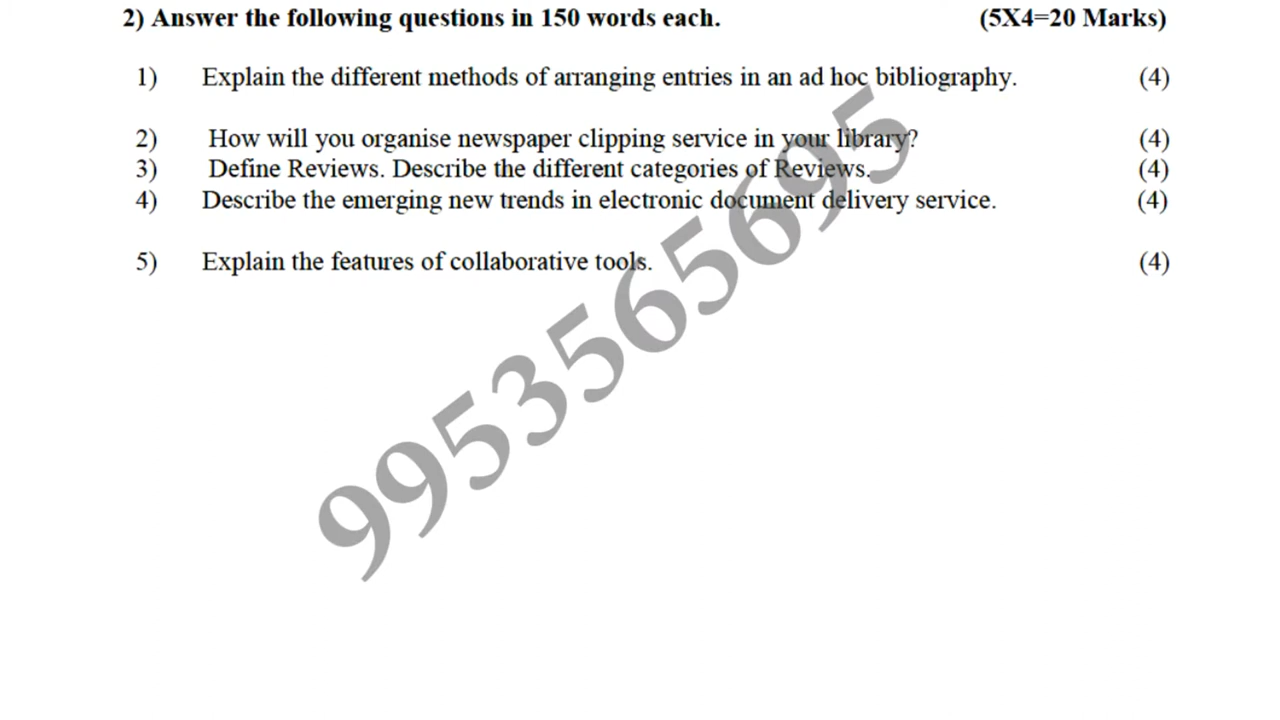 2) Answer the following questions in 150 words each. (5X4=20 Marks)
1) Explain the different methods of arranging entries in an ad hoc bibliography. (4)
2) How will you organise newspaper clipping service in your library? (4)
3) Define Reviews. Describe the different categories of Reviews. (4)
4) Describe the emerging new trends in electronic document delivery service. (4)
5) Explain the features of collaborative tools. (4)
9953565695